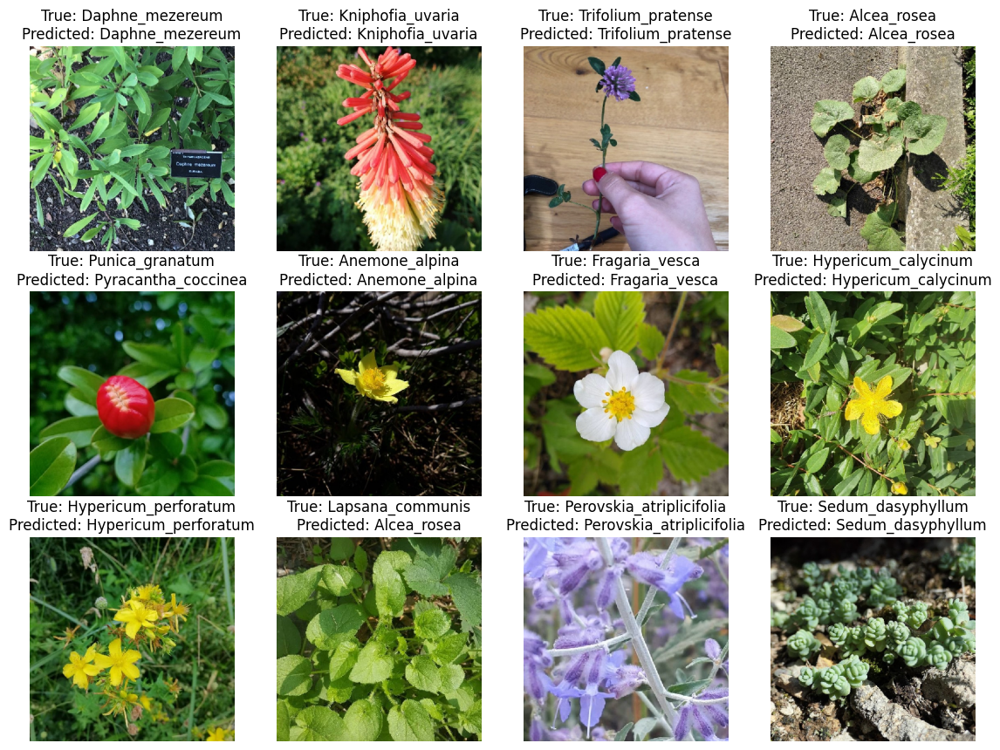 True: Daphne_mezereum
Predicted: Daphne_mezereum
True: Kniphofia_uvaria
Predicted: Kniphofia_uvaria
True: Trifolium_pratense
Predicted: Trifolium_pratense
True: Alcea_rosea
Predicted: Alcea_rosea
Daphne mezereum
True: Punica_granatum
Predicted: Pyracantha_coccinea
True: Anemone_alpina
Predicted: Anemone_alpina
True: Fragaria_vesca
Predicted: Fragaria_vesca
True: Hypericum_calycinum
Predicted: Hypericum_calycinum
True: Hypericum_perforatum
Predicted: Hypericum_perforatum
True: Lapsana_communis
Predicted: Alcea_rosea
True: Perovskia_atriplicifolia
Predicted: Perovskia_atriplicifolia
True: Sedum_dasyphyllum
Predicted: Sedum_dasyphyllum